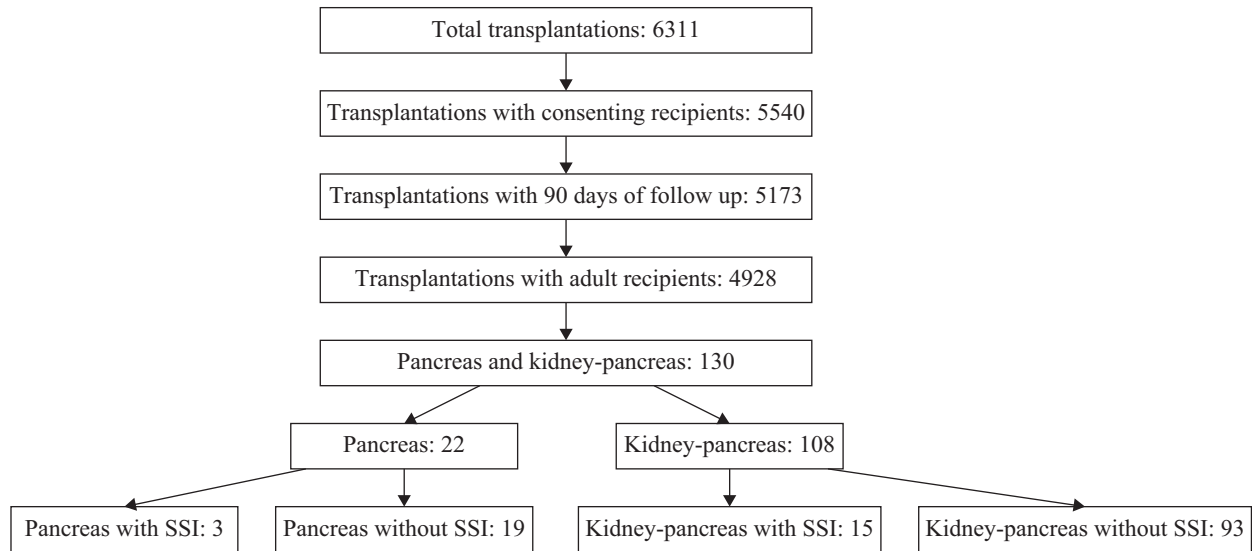 Total transplantations: 6311
Transplantations with consenting recipients: 5540
Transplantations with 90 days of follow up: 5173
Transplantations with adult recipients: 4928
Pancreas and kidney-pancreas: 130
Pancreas: 22
Kidney-pancreas: 108
Pancreas with SSI: 3
Pancreas without SSI: 19
Kidney-pancreas with SSI: 15
Kidney-pancreas without SSI: 93